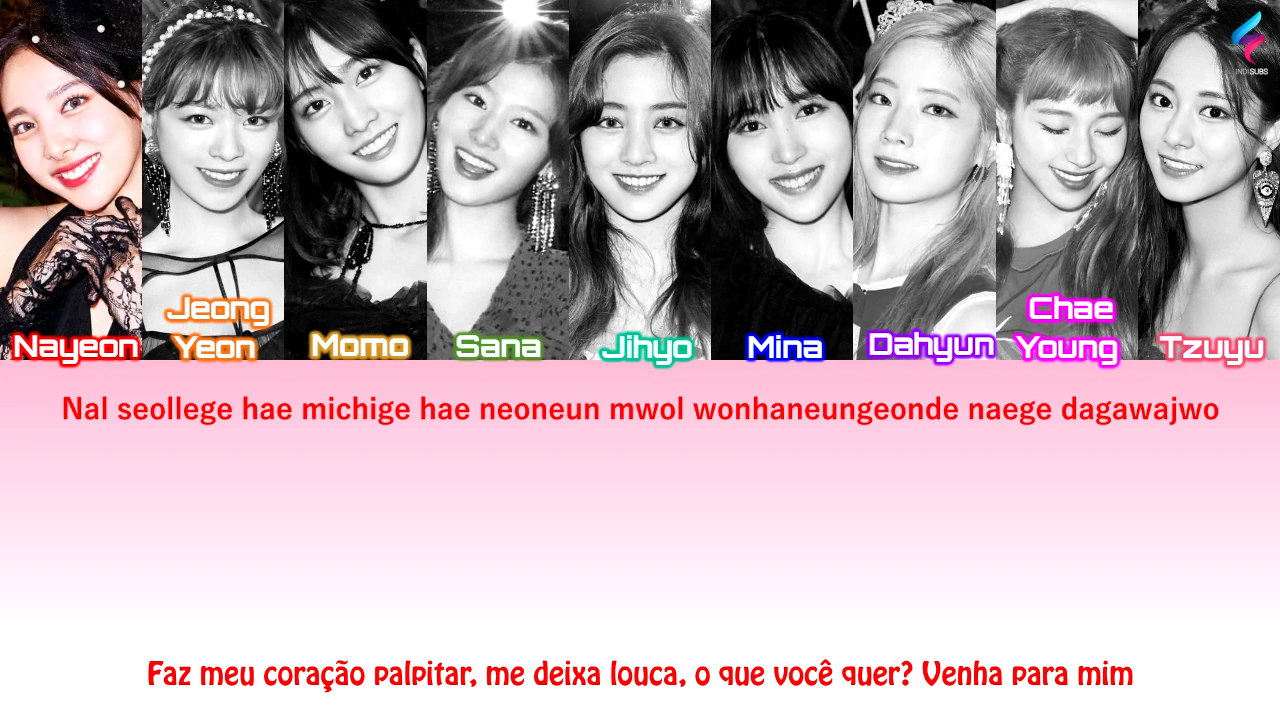 INDISUBS
Nayeon
Jeong
Yeon
Momo
Sana
Jihyo
Mina
Dahyun
Chae
Young
Tzuyu
Nal seollege hae michige hae neoneun mwol wonhaneungeonde naege dagawajwo
Faz meu coração palpitar, me deixa louca, o que você quer? Venha para mim